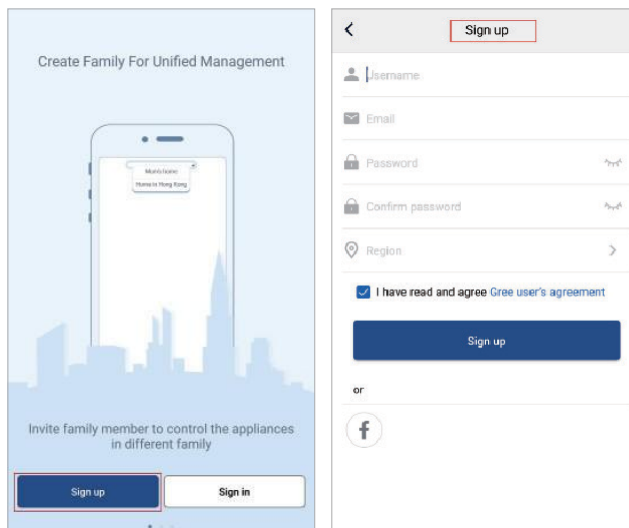 Create Family For Unified Management
Mom's home
Home in Hong Kong
Invite family member to control the appliances
in different family
Sign up
Sign in
Sign up
Username
Email
Password
Confirm password
Region
I have read and agree Gree user's agreement
Sign up
or
f